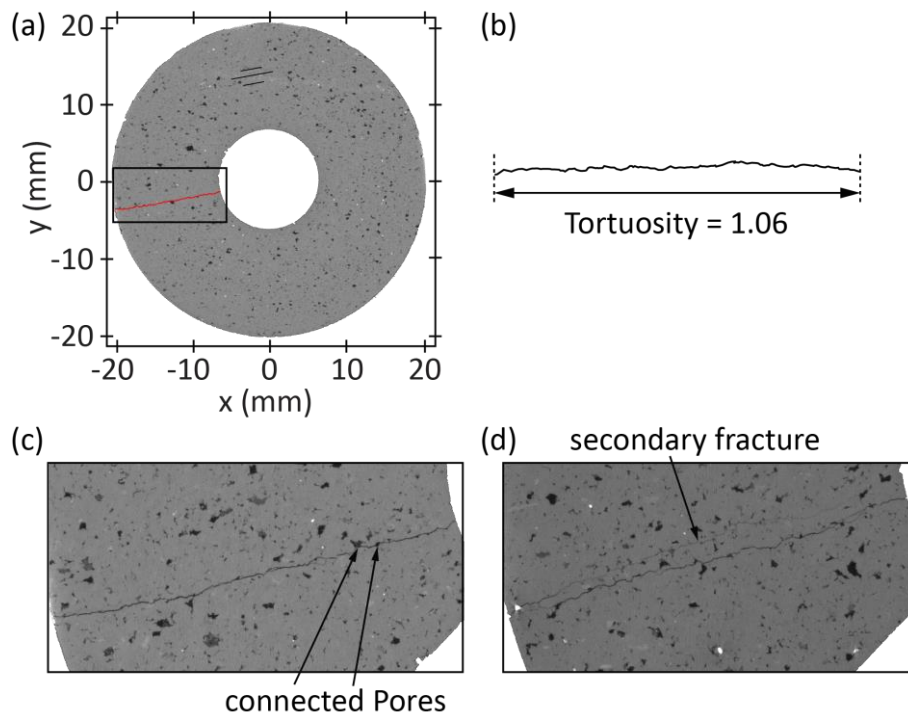 (a)
20
10
0
-10
-20
y (mm)
-20 -10 0 10 20
x (mm)
(b)
Tortuosity = 1.06
(c)
connected Pores
(d)
secondary fracture